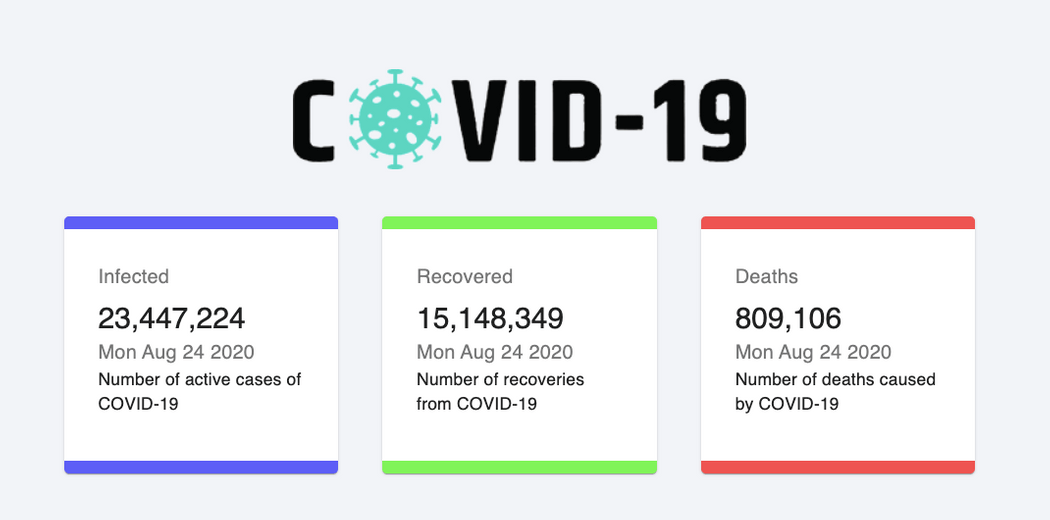 COVID-19
Infected
23,447,224
Mon Aug 24 2020
Number of active cases of
COVID-19
Recovered
15,148,349
Mon Aug 24 2020
Number of recoveries
from COVID-19
Deaths
809,106
Mon Aug 24 2020
Number of deaths caused
by COVID-19